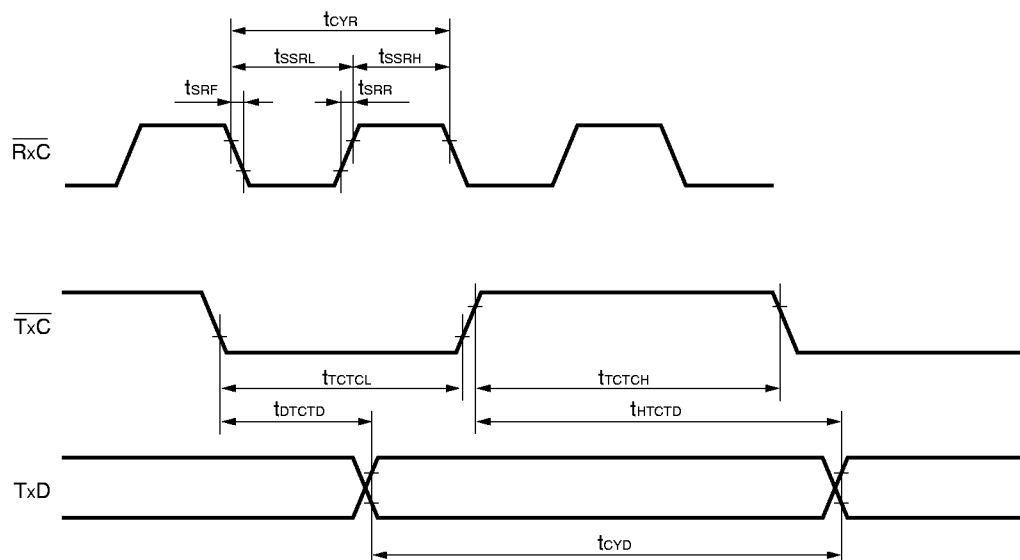 tCYR
tSSRL tSSRH
tSRF tSRR
RxC
TxC
tTCTCL tTCTCH
tDTCTD tHTCTD
TxD
tCYD